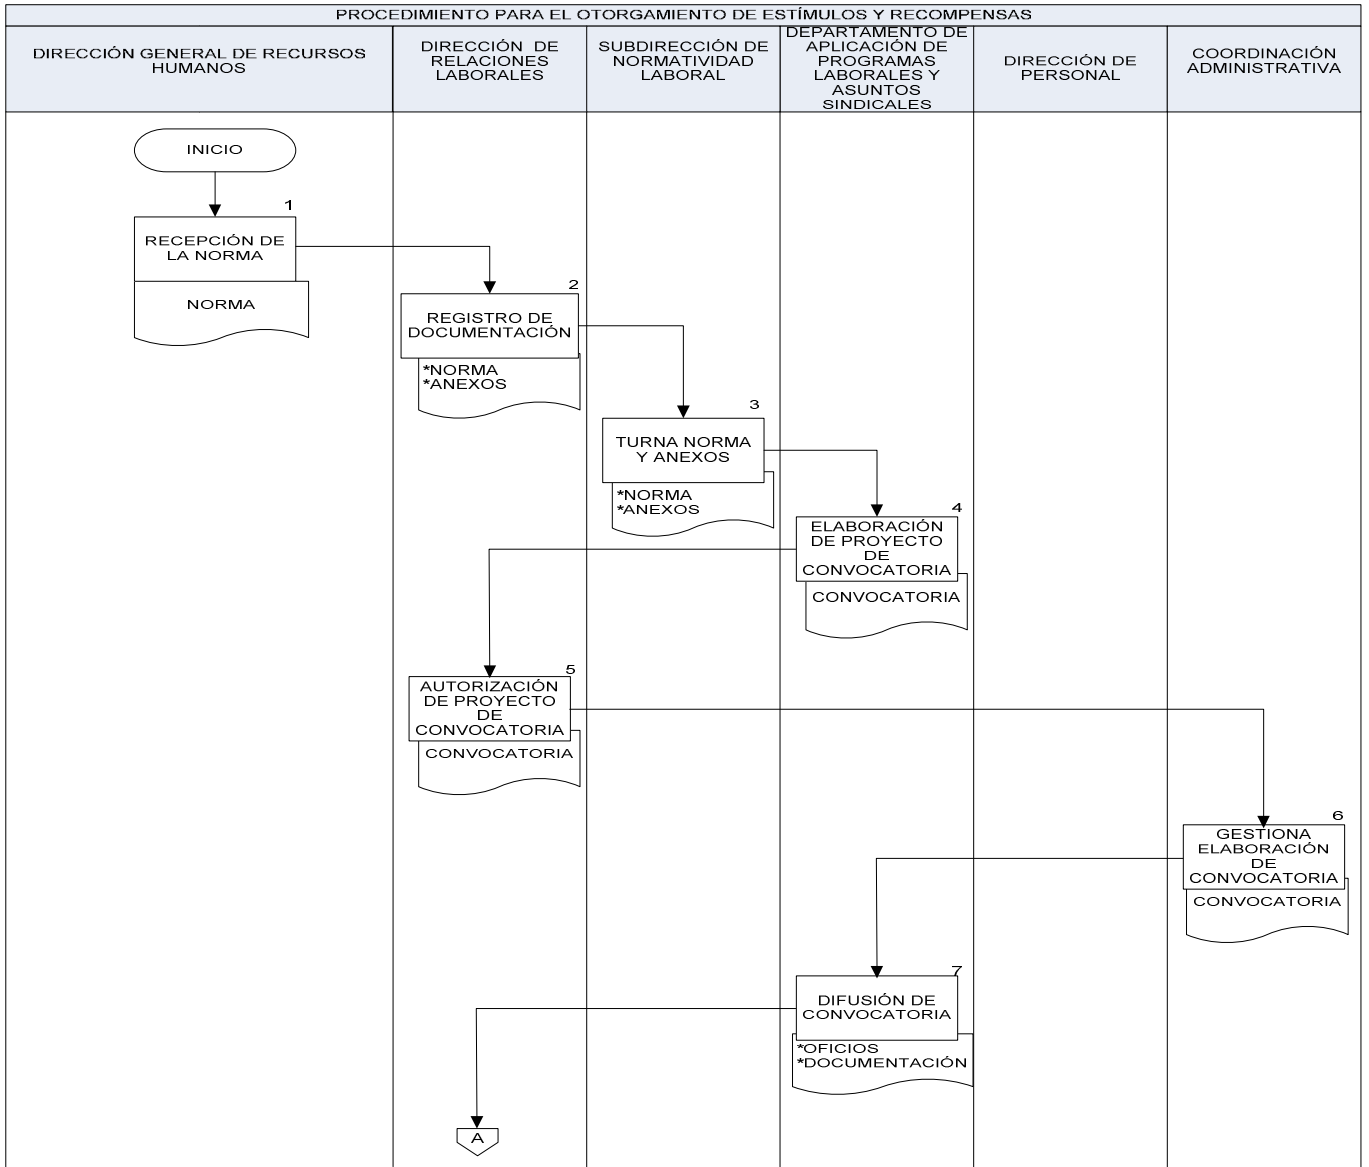 PROCEDIMIENTO PARA EL OTORGAMIENTO DE ESTÍMULOS Y RECOMPENSAS
DIRECCIÓN GENERAL DE RECURSOS
HUMANOS
DIRECCIÓN DE
RELACIONES
LABORALES
SUBDIRECCIÓN DE
NORMATIVIDAD
LABORAL
DEPARTAMENTO DE
APLICACIÓN DE
PROGRAMAS
LABORALES Y
ASUNTOS
SINDICALES
DIRECCIÓN DE
PERSONAL
COORDINACIÓN
ADMINISTRATIVA
INICIO
1
RECEPCIÓN DE
LA NORMA
NORMA
2
REGISTRO DE
DOCUMENTACIÓN
*NORMA
*ANEXOS
3
TURNA NORMA
Y ANEXOS
*NORMA
*ANEXOS
4
ELABORACIÓN
DE PROYECTO
DE
CONVOCATORIA
CONVOCATORIA
5
AUTORIZACIÓN
DE PROYECTO
DE
CONVOCATORIA
CONVOCATORIA
6
GESTIONA
ELABORACIÓN
DE
CONVOCATORIA
CONVOCATORIA
7
DIFUSIÓN DE
CONVOCATORIA
*OFICIOS
*DOCUMENTACIÓN
A